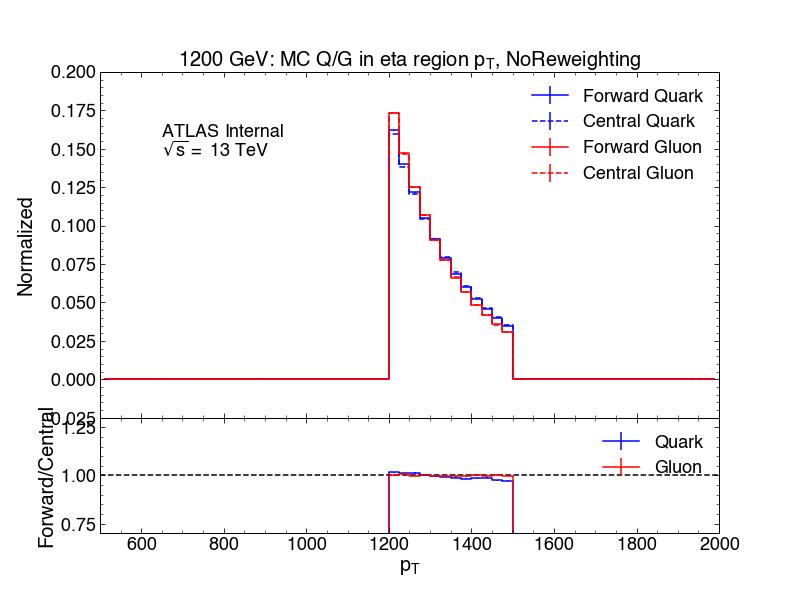 1200 GeV: MC Q/G in eta region pT, NoReweighting
0.200
0.175
0.150
0.125
0.100
0.075
0.050
0.025
0.000
0.025
Normalized
ATLAS Internal
√s = 13 TeV
Forward Quark
Central Quark
Forward Gluon
Central Gluon
1.25
1.00
0.75
Forward/Central
Quark
Gluon
600 800 1000 1200 1400 1600 1800 2000
pT